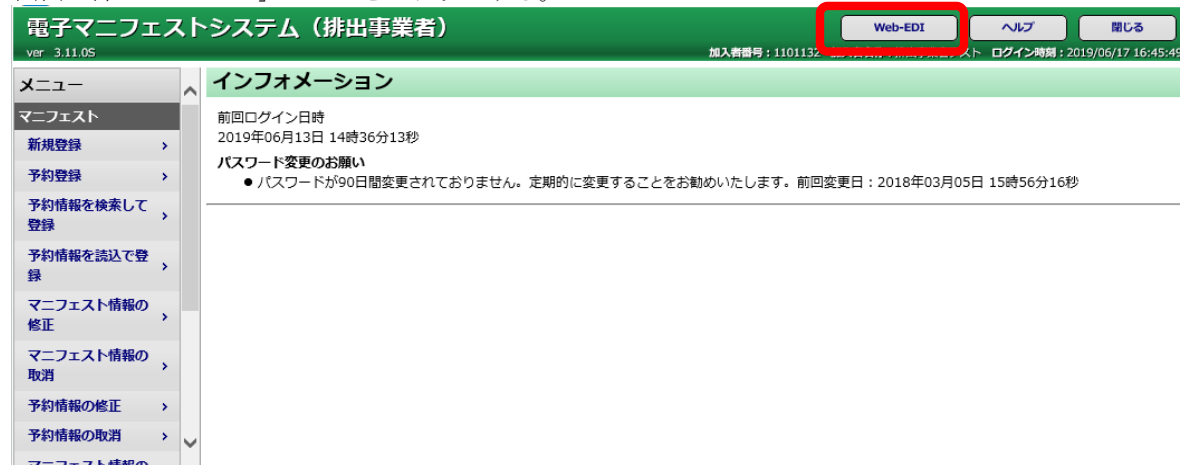 電子マニフェストシステム（排出事業者）
Web-EDI
ヘルプ
閉じる
ver 3.11.0S
加入者番号：1101132
ログイン時刻：2019/06/17 16:45:49
メニュー
マニフェスト
新規登録
予約登録
予約情報を検索して
登録
予約情報を読込で登
録
マニフェスト情報の
修正
マニフェスト情報の
取消
予約情報の修正
予約情報の取消
マニフェスト情報の
インフォメーション
前回ログイン日時
2019年06月13日 14時36分13秒
パスワード変更のお願い
● パスワードが90日間変更されておりません。定期的に変更することをお勧めいたします。前回変更日：2018年03月05日 15時56分16秒